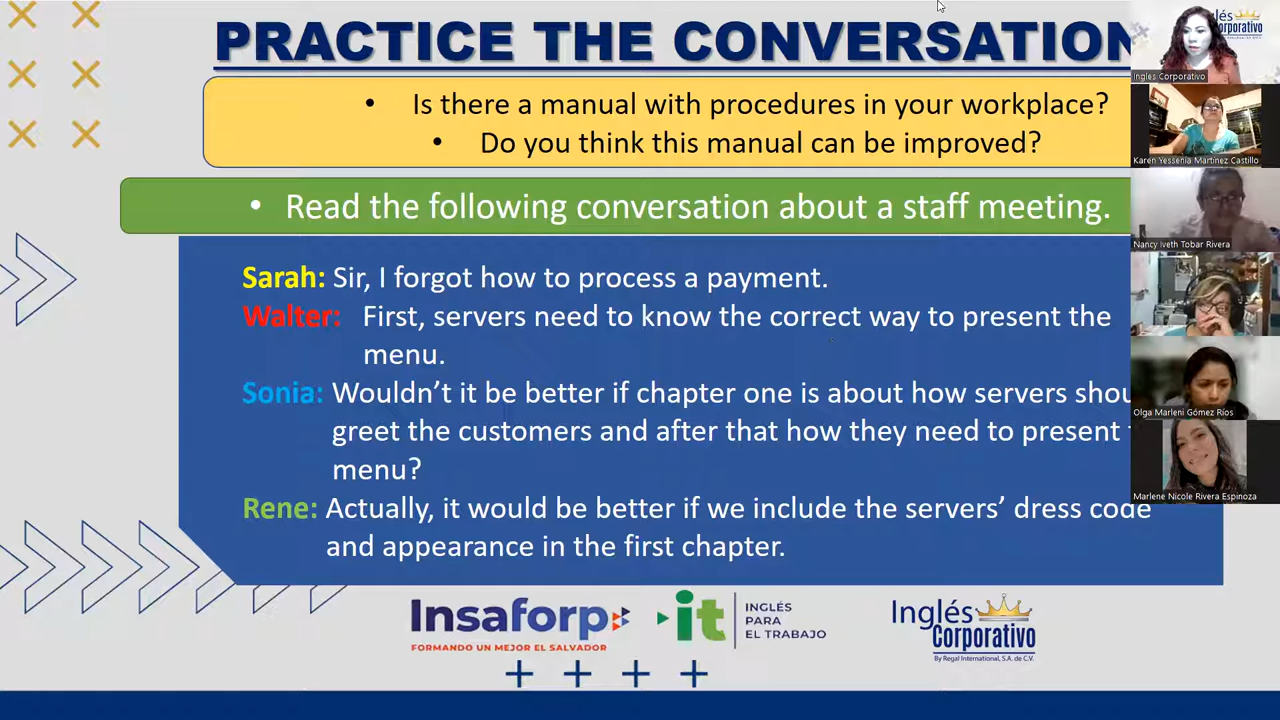 PRACTICE THE CONVERSATION
• Is there a manual with procedures in your workplace?
• Do you think this manual can be improved?
• Read the following conversation about a staff meeting.
Sarah: Sir, I forgot how to process a payment.
Walter: First, servers need to know the correct way to present the
menu.
Sonia: Wouldn't it be better if chapter one is about how servers
greet the customers and after that how they need to present
menu?
Rene: Actually, it would be better if we include the servers' dress code
and appearance in the first chapter.
Insaforp
FORMANDO UN MEJOR EL SALVADOR
it
INGLÉS
PARA
EL TRABAJO
Inglés
Corporativo
By Regal International, S.A. de C.V.
Corporativo
Ingles Corporativo
Karen Yessenia Martínez Castillo
Nancy Iveth Tobar Rivera
Olga Marleni Gómez Ríos
Marlene Nicole Rivera Espinoza